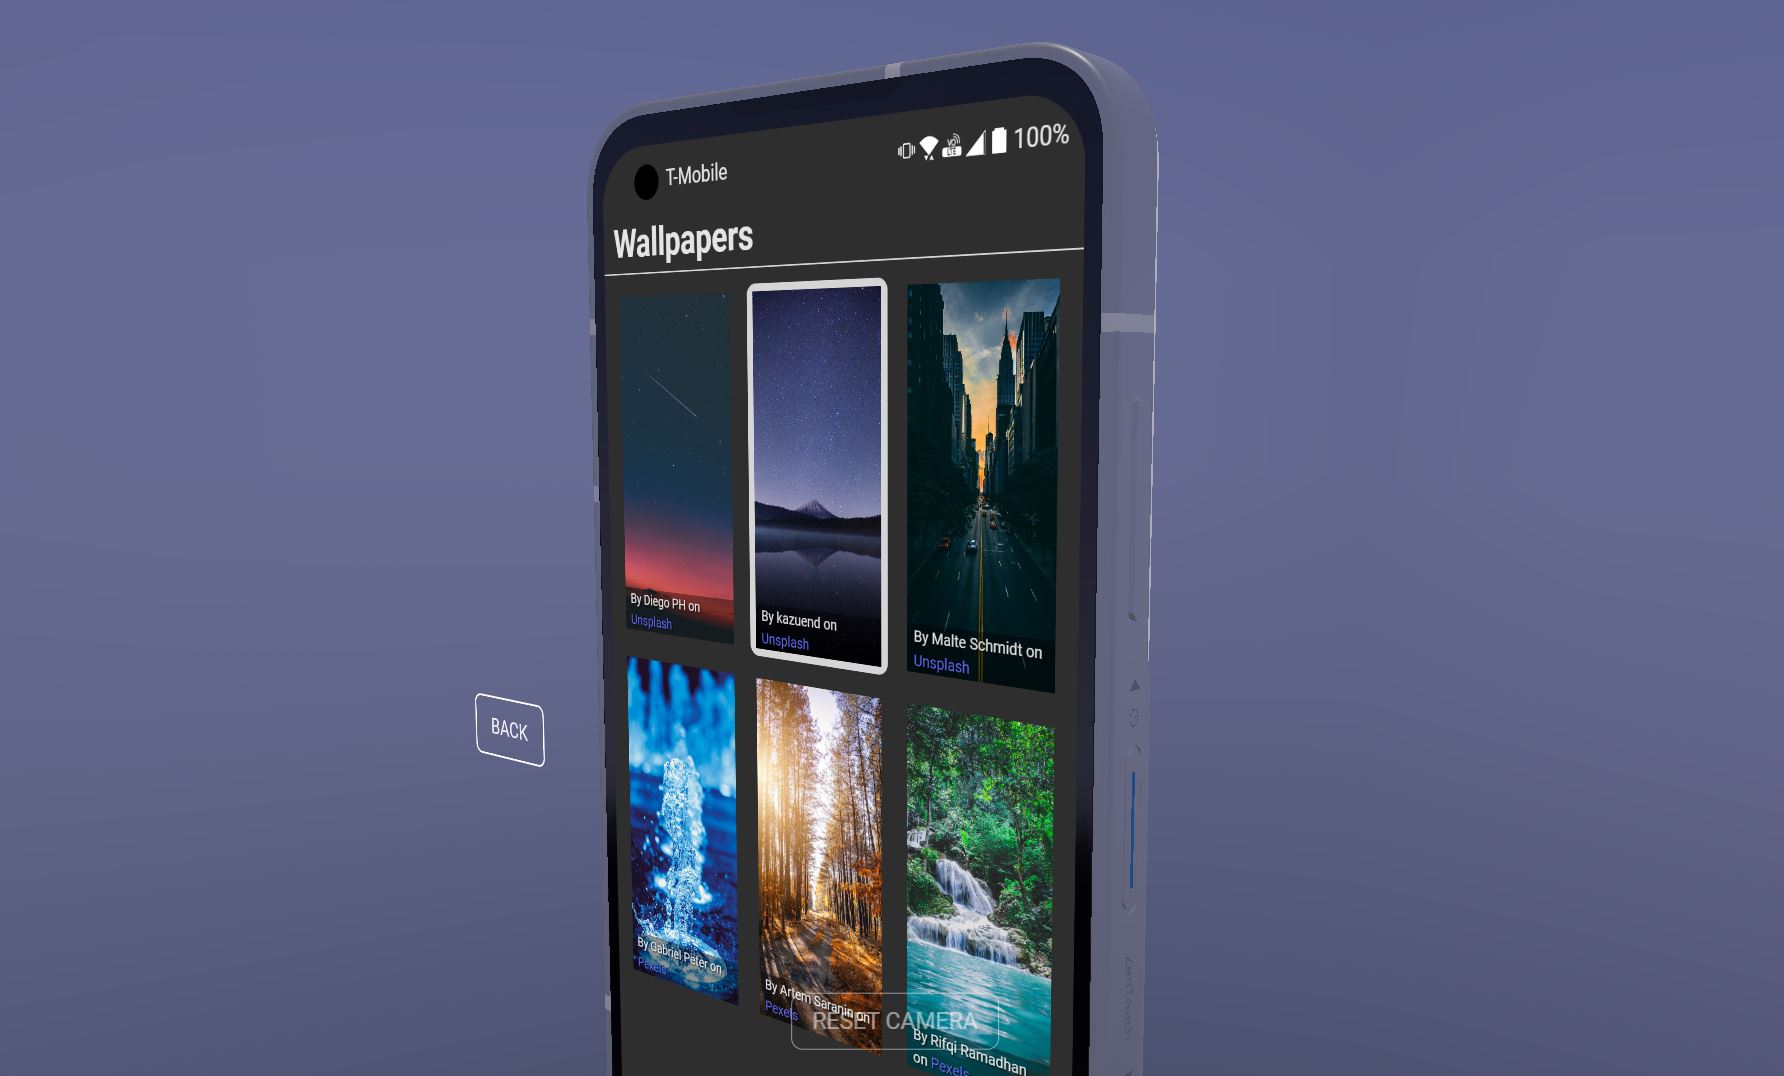 T-Mobile
100%
Wallpapers
By Diego PH on
Unsplash
By kazuend on
Unsplash
By Malte Schmidt on
Unsplash
BACK
By Gabriel Peter on
Pexels
By Artem Saranin on
Pexels
By Rifqi Ramadhan
on Pexels
RESET CAMERA
ZenTouch